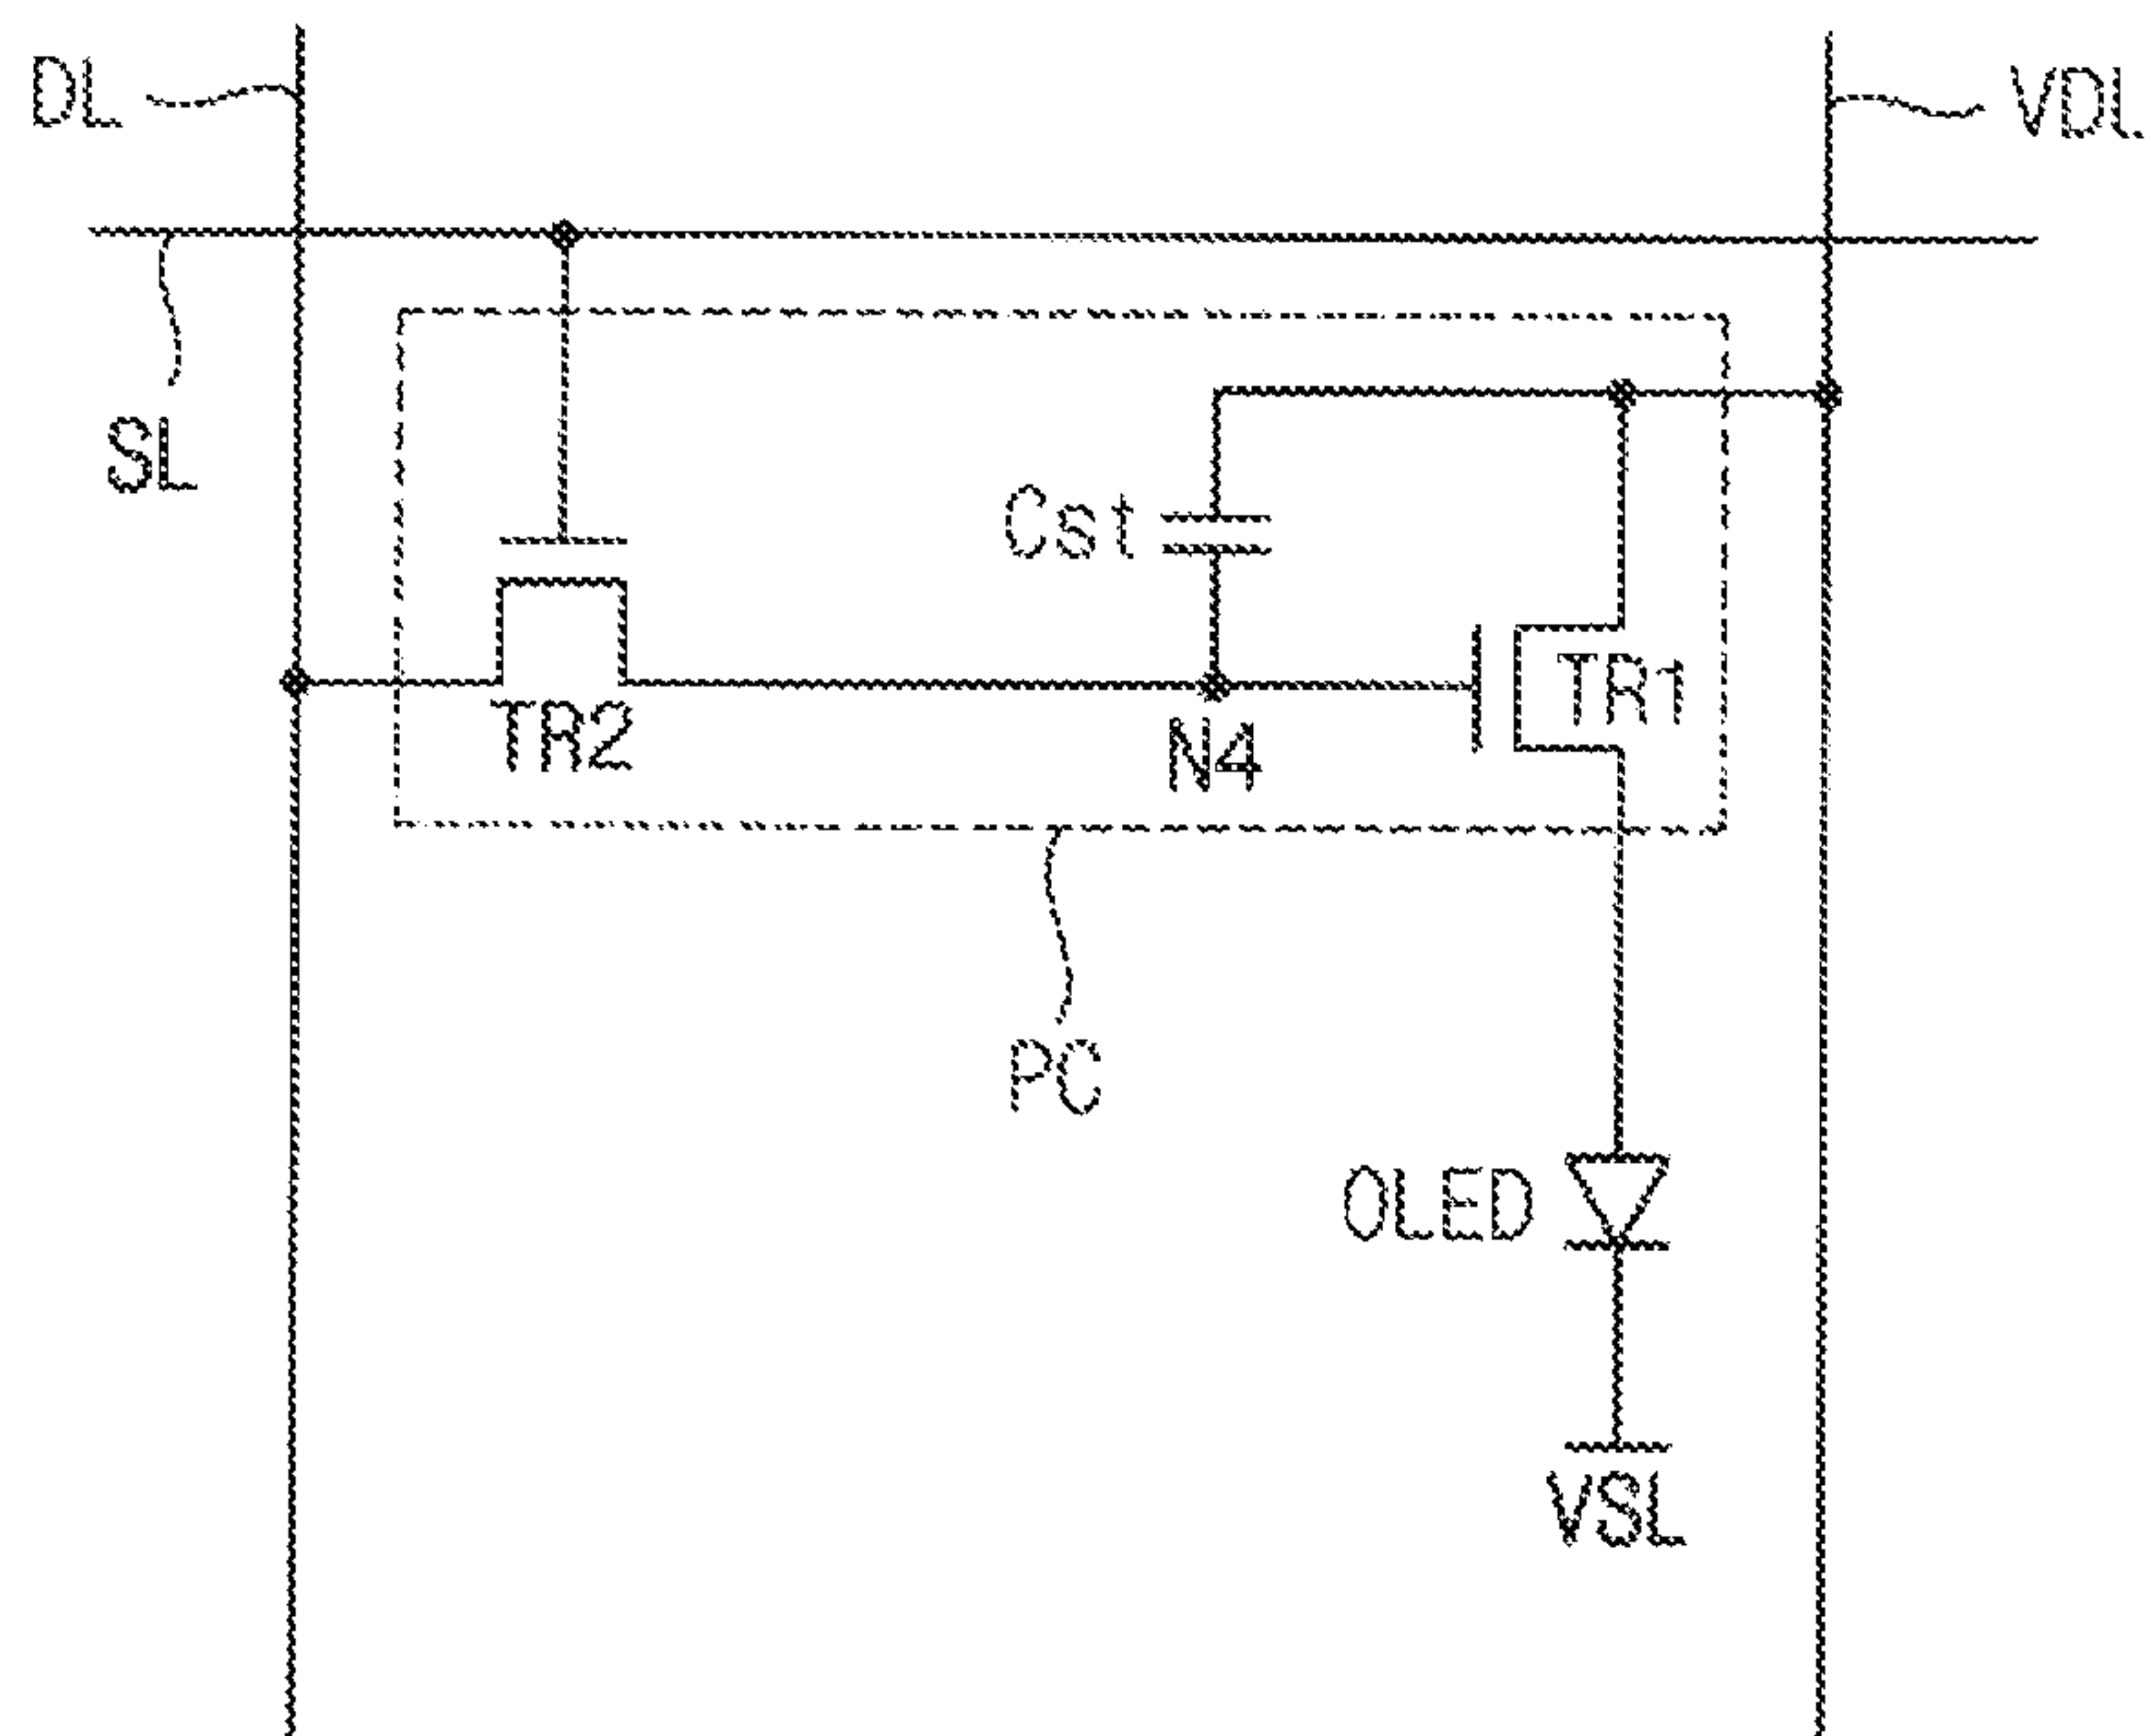 DL
VDL
SL
Cst
TR1
TR2
N4
PC
OLED
VSL